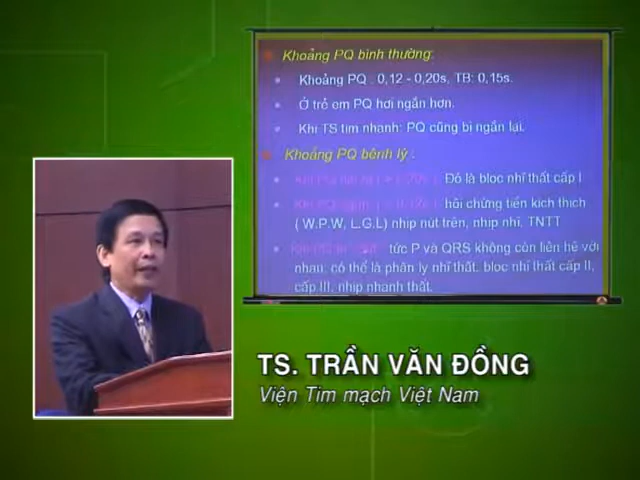 Khoảng PQ bình thường:
Khoảng PQ : 0,12 - 0,20s, TB: 0,15s.
Ở trẻ em PQ hơi ngắn hơn.
Khi TS tim nhanh: PQ cũng bị ngắn lại.
Khoảng PQ bệnh lý :
Đó là bloc nhĩ thất cấp I
hội chứng tiền kích thích
( W.P.W, L.G.L) nhịp nút trên, nhịp nhĩ, TNTT
tức P và QRS không còn liên hệ với
nhau, có thể là phân ly nhĩ thất, bloc nhĩ thất cấp II,
cấp III, nhịp nhanh thất.
TS. TRẦN VĂN ĐỒNG
Viện Tim mạch Việt Nam